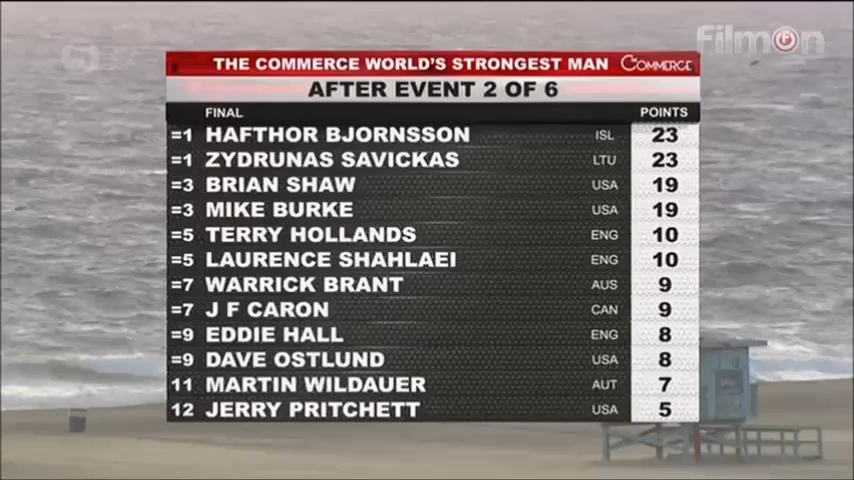 FilmOn
THE COMMERCE WORLD'S STRONGEST MAN COMMERCE
AFTER EVENT 2 OF 6
FINAL POINTS
=1 HAFTHOR BJORNSSON ISL 23
=1 ZYDRUNAS SAVICKAS LTU 23
=3 BRIAN SHAW USA 19
=3 MIKE BURKE USA 19
=5 TERRY HOLLANDS ENG 10
=5 LAURENCE SHAHLAEI ENG 10
=7 WARRICK BRANT AUS 9
=7 J F CARON CAN 9
=9 EDDIE HALL ENG 8
=9 DAVE OSTLUND USA 8
11 MARTIN WILDAUER AUT 7
12 JERRY PRITCHETT USA 5